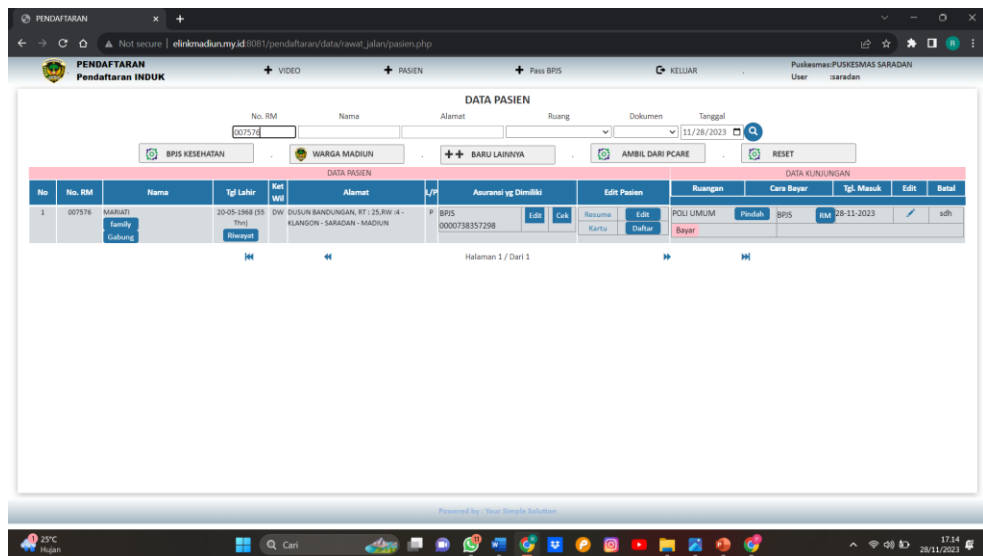 PENDAFTARAN
Not secure | elinkmadiun.my.id:8081/pendaftaran/data/rawat_jalan/pasien.php
PENDAFTARAN
Pendaftaran INDUK
VIDEO
PASIEN
Pass BPJS
KELUAR
Puskesmas:PUSKESMAS SARADAN
User :saradan
DATA PASIEN
No. RM Nama Alamat Ruang Dokumen Tanggal
007576 11/28/2023
BPJS KESEHATAN . WARGA MADIUN . BARU LAINNYA . AMBIL DARI PCARE . RESET
DATA PASIEN DATA KUNJUNGAN
No No. RM Nama Tgl Lahir Ket Wil Alamat L/P Asuransi yg Dimiliki Edit Pasien Ruangan Cara Bayar Tgl. Masuk Edit Batal
1 007576 MARIATI 20-05-1968 (55 DW DUSUN BANDUNGAN, RT : 25,RW :4 - P BPJS Edit Cek Resume Edit POLI UMUM Pindah BPJS RM 28-11-2023 sdh
family Thn) KLANGON - SARADAN - MADIUN 0000738357298 Kartu Daftar Bayar
Gabung Riwayat
Halaman 1 / Dari 1
Powered by : Your Simple Solution
1 25°C
Hujan
Cari
17.14
28/11/2023